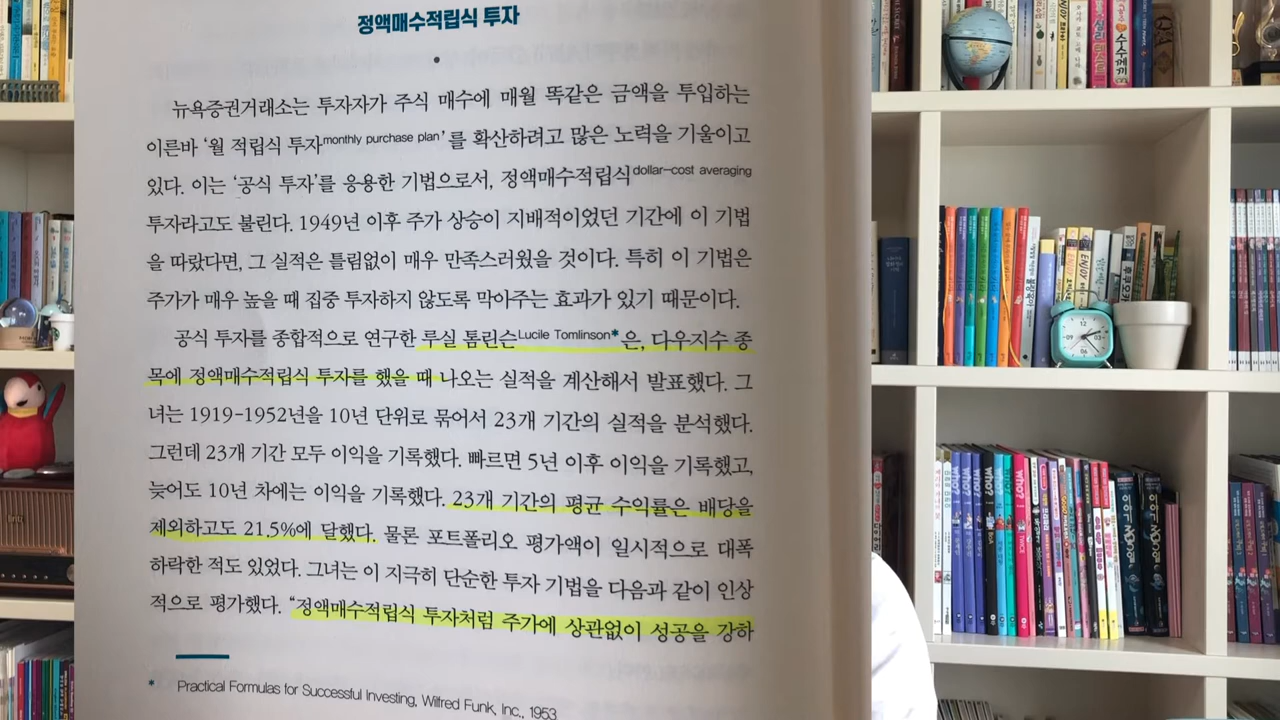 정액매수적립식 투자
•
뉴욕증권거래소는 투자자가 주식 매수에 매월 똑같은 금액을 투입하는
이른바 '월 적립식 투자monthly purchase plan'를 확산하려고 많은 노력을 기울이고
있다. 이는 '공식 투자'를 응용한 기법으로서, 정액매수적립식dollar-cost averaging
투자라고도 불린다. 1949년 이후 주가 상승이 지배적이었던 기간에 이 기법
을 따랐다면, 그 실적은 틀림없이 매우 만족스러웠을 것이다. 특히 이 기법은
주가가 매우 높을 때 집중 투자하지 않도록 막아주는 효과가 있기 때문이다.
공식 투자를 종합적으로 연구한 루실 톰린슨Lucile Tomlinson*은, 다우지수 종
목에 정액매수적립식 투자를 했을 때 나오는 실적을 계산해서 발표했다. 그
녀는 1919-1952년을 10년 단위로 묶어서 23개 기간의 실적을 분석했다.
그런데 23개 기간 모두 이익을 기록했다. 빠르면 5년 이후 이익을 기록했고,
늦어도 10년 차에는 이익을 기록했다. 23개 기간의 평균 수익률은 배당을
제외하고도 21.5%에 달했다. 물론 포트폴리오 평가액이 일시적으로 대폭
하락한 적도 있었다. 그녀는 이 지극히 단순한 투자 기법을 다음과 같이 인상
적으로 평가했다. "정액매수적립식 투자처럼 주가에 상관없이 성공을 강하
* Practical Formulas for Successful Investing, Wilfred Funk, Inc., 1953